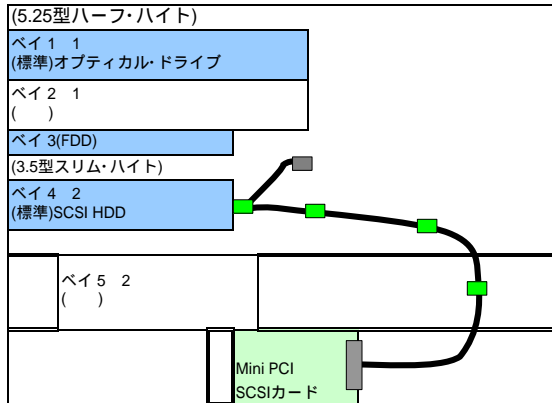 (5.25型ハーフ・ハイト)
ベイ 1　1
(標準)オプティカル・ドライブ
ベイ 2　1
(　　)
ベイ 3(FDD)
(3.5型スリム・ハイト)
ベイ 4　2
(標準)SCSI HDD
ベイ 5　2
(　　)
Mini PCI
SCSIカード